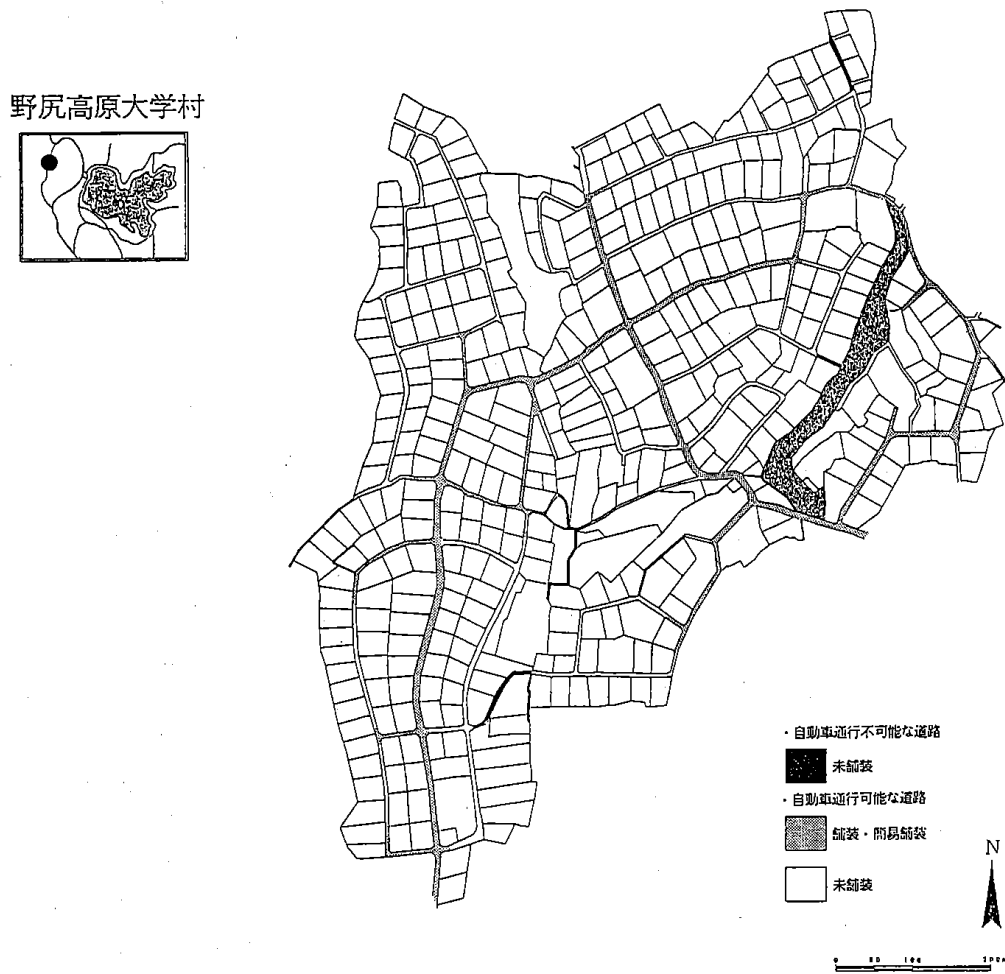 野尻高原大学村
・自動車通行不可能な道路
未舗装
・自動車通行可能な道路
舗装・簡易舗装
未舗装
N